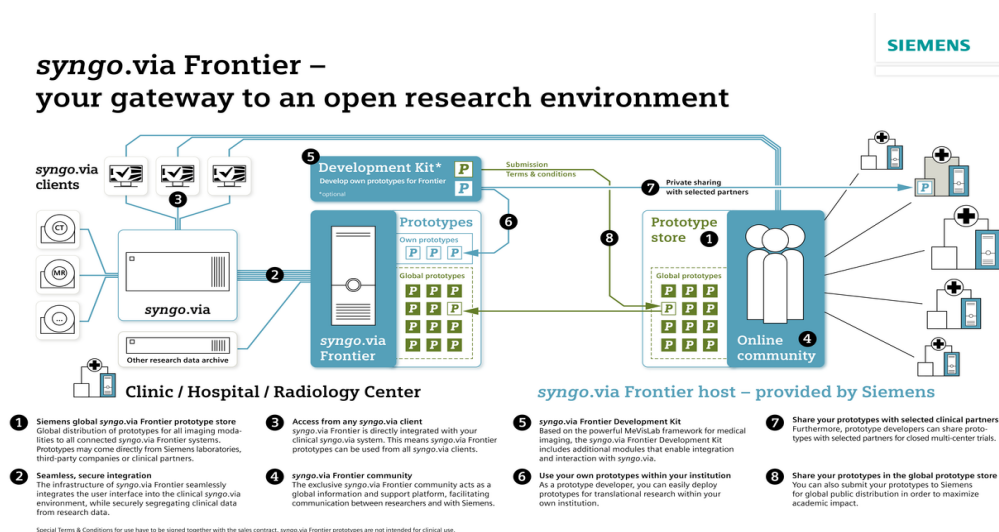 SIEMENS
syngo.via Frontier –
your gateway to an open research environment
syngo.via
clients
3
CT
MR
...
syngo.via
Other research data archive
2
5
Development Kit*
Develop own prototypes for Frontier
*optional
P
P
Submission
Terms & conditions
6
8
7
Private sharing
with selected partners
P
syngo.via
Frontier
Prototypes
Own prototypes
P P P
Global prototypes
P P P
P P P
P P P
P P P
Prototype
store
1
Global prototypes
P P P
P P P
P P P
P P P
4
Online
community
Clinic / Hospital / Radiology Center
syngo.via Frontier host – provided by Siemens
1
Siemens global syngo.via Frontier prototype store
Global distribution of prototypes for all imaging moda-
lities to all connected syngo.via Frontier systems.
Prototypes may come directly from Siemens laboratories,
third-party companies or clinical partners.
2
Seamless, secure integration
The infrastructure of syngo.via Frontier seamlessly
integrates the user interface into the clinical syngo.via
environment, while securely segregating clinical data
from research data.
3
Access from any syngo.via client
syngo.via Frontier is directly integrated with your
clinical syngo.via system. This means syngo.via Frontier
prototypes can be used from all syngo.via clients.
4
syngo.via Frontier community
The exclusive syngo.via Frontier community acts as a
global information and support platform, facilitating
communication between researchers and with Siemens.
5
syngo.via Frontier Development Kit
Based on the powerful MeVisLab framework for medical
imaging, the syngo.via Frontier Development Kit
includes additional modules that enable integration
and interaction with syngo.via.
6
Use your own prototypes within your institution
As a prototype developer, you can easily deploy
prototypes for translational research within your
own institution.
7
Share your prototypes with selected clinical partners
Furthermore, prototype developers can share proto-
types with selected partners for closed multi-center trials.
8
Share your prototypes in the global prototype store
You can also submit your prototypes to Siemens
for global public distribution in order to maximize
academic impact.
Special Terms & Conditions for use have to be signed together with the sales contract. syngo.via Frontier prototypes are not intended for clinical use.